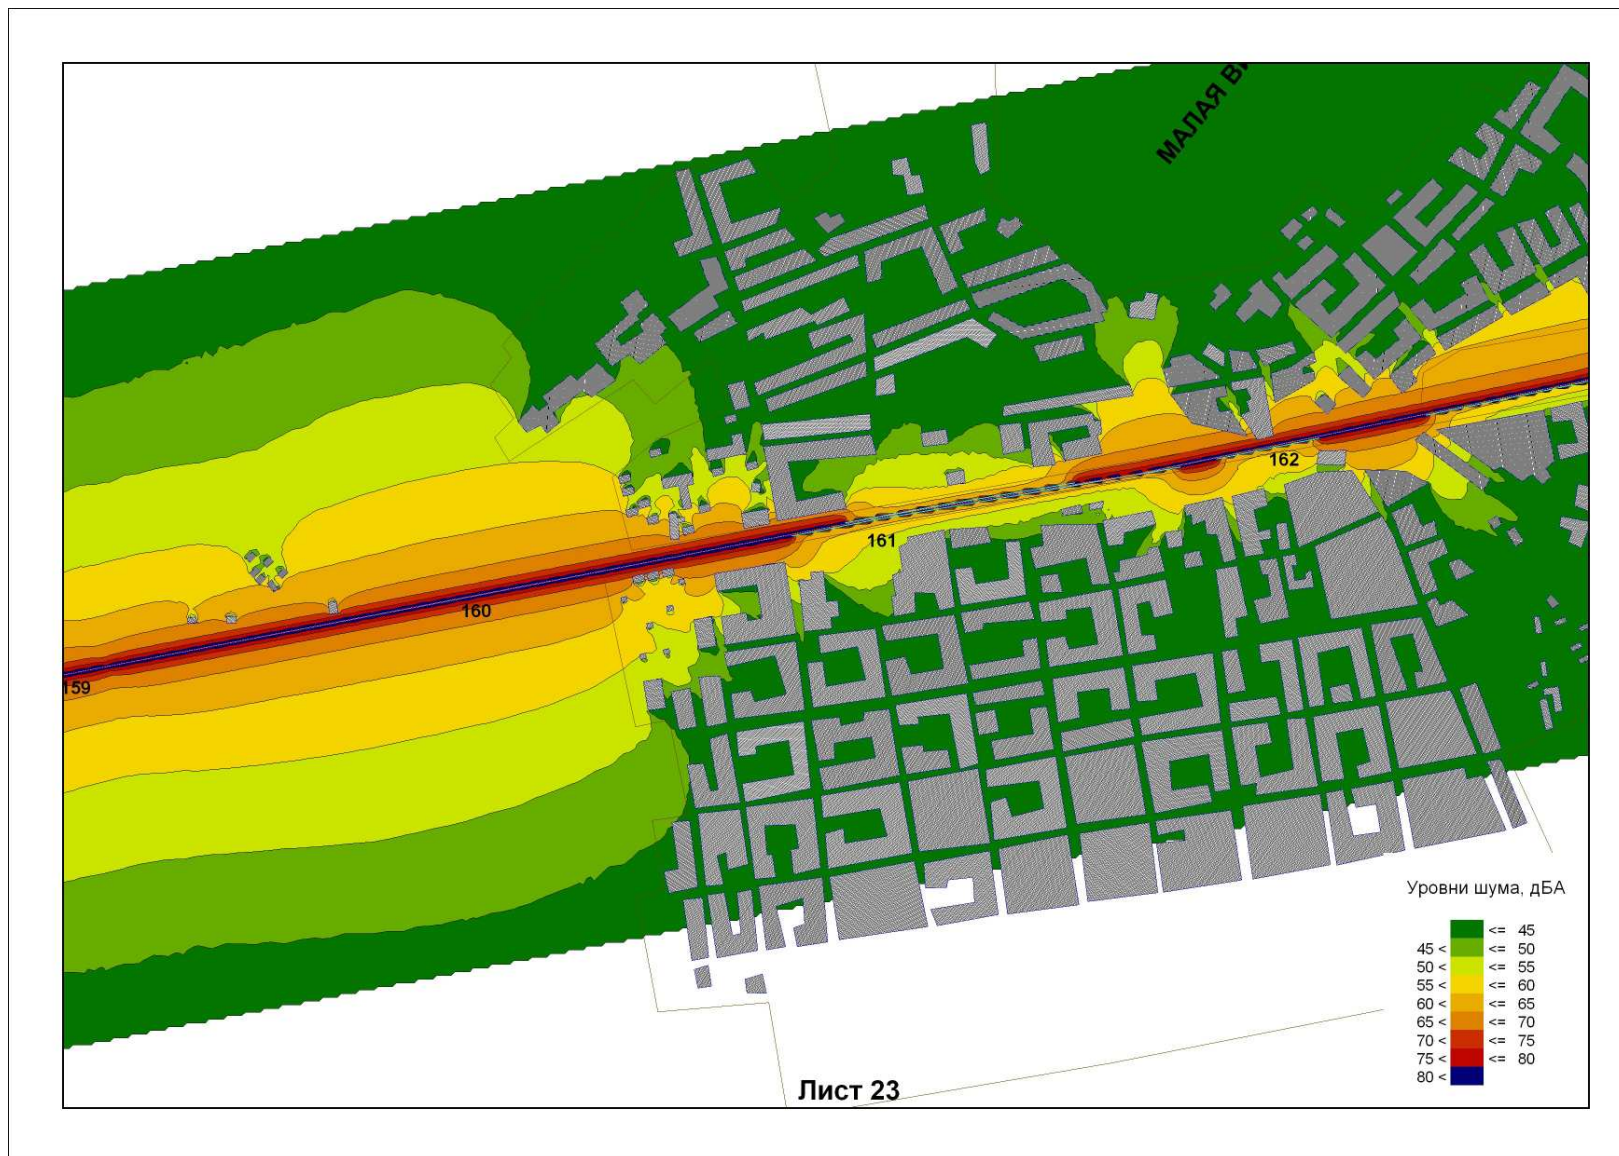 МАЛАЯ
162
161
160
159
Уровни шума, дБА
<= 45
45 < <= 50
50 < <= 55
55 < <= 60
60 < <= 65
65 < <= 70
70 < <= 75
75 < <= 80
80 <
Лист 23